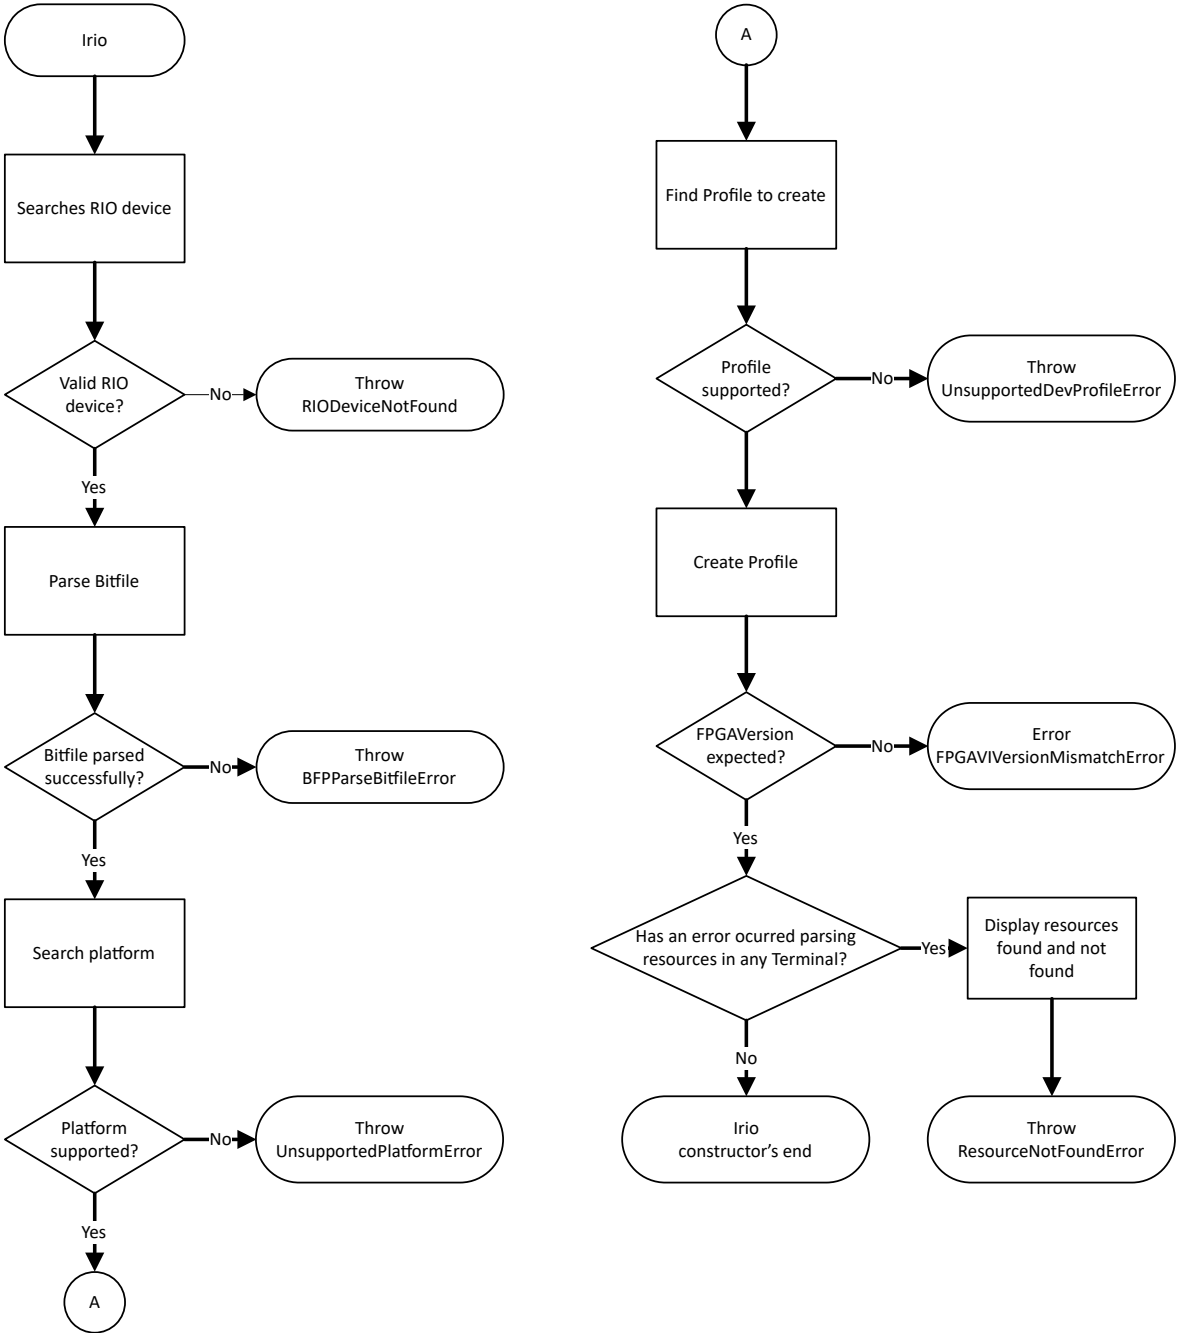 Irio
Searches RIO device
Valid RIO
device?
No
Throw
RIODeviceNotFound
Yes
Parse Bitfile
Bitfile parsed
successfully?
No
Throw
BFPParseBitfileError
Yes
Search platform
Platform
supported?
No
Throw
UnsupportedPlatformError
Yes
A
A
Find Profile to create
Profile
supported?
No
Throw
UnsupportedDevProfileError
Create Profile
FPGAVersion
expected?
No
Error
FPGAVIVersionMismatchError
Yes
Has an error ocurred parsing
resources in any Terminal?
Yes
Display resources
found and not
found
No
Irio
constructor's end
Throw
ResourceNotFoundError